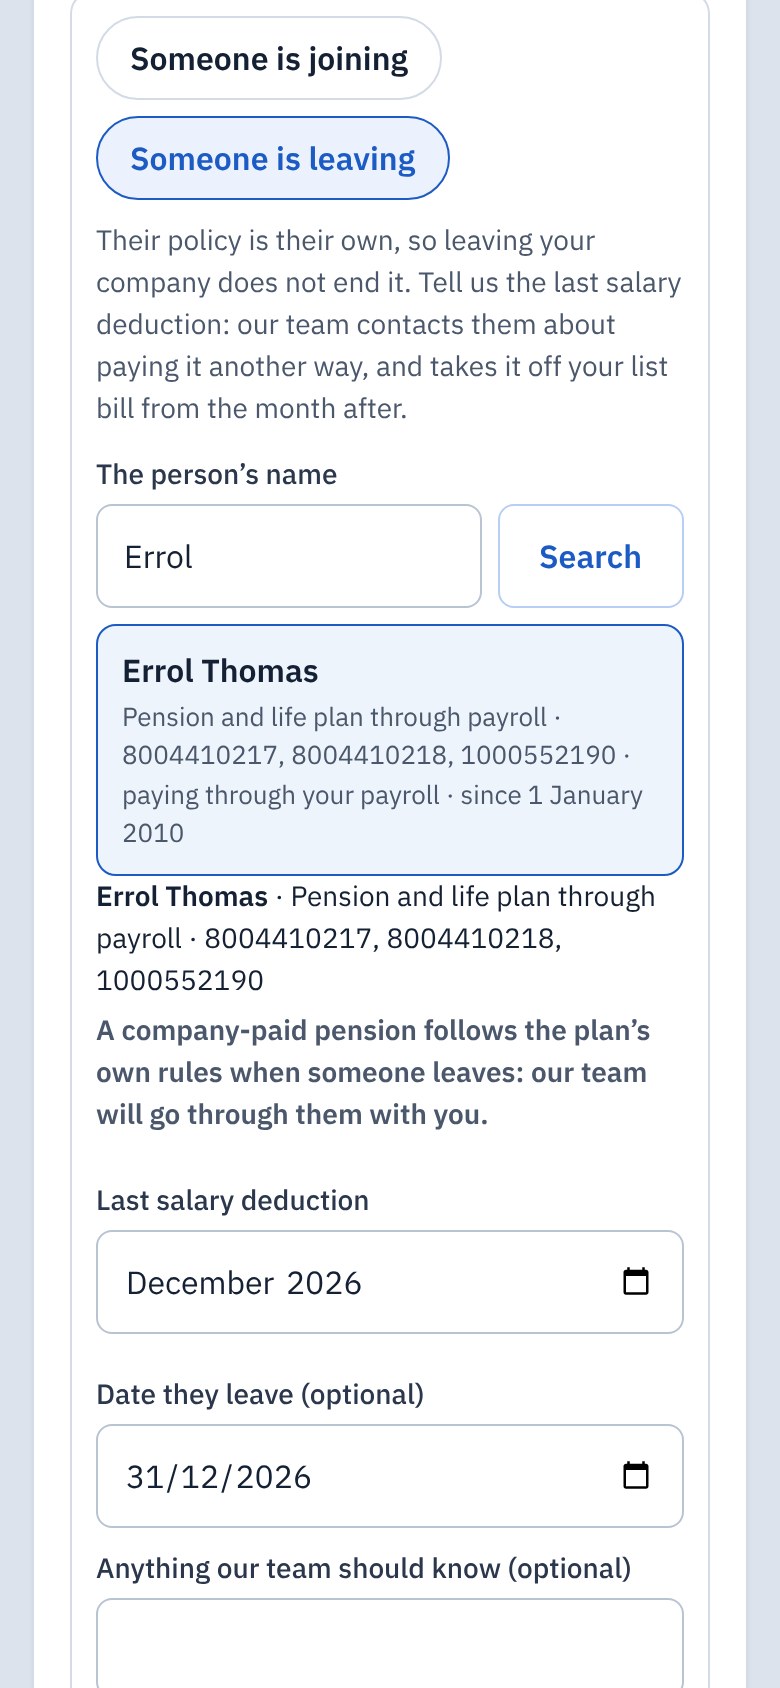 Someone is joining
Someone is leaving
Their policy is their own, so leaving your
company does not end it. Tell us the last salary
deduction: our team contacts them about
paying it another way, and takes it off your list
bill from the month after.
The person’s name
Errol
Search
Errol Thomas
Pension and life plan through payroll ·
8004410217, 8004410218, 1000552190 ·
paying through your payroll · since 1 January
2010
Errol Thomas · Pension and life plan through
payroll · 8004410217, 8004410218,
1000552190
A company-paid pension follows the plan’s
own rules when someone leaves: our team
will go through them with you.
Last salary deduction
December 2026
Date they leave (optional)
31/12/2026
Anything our team should know (optional)